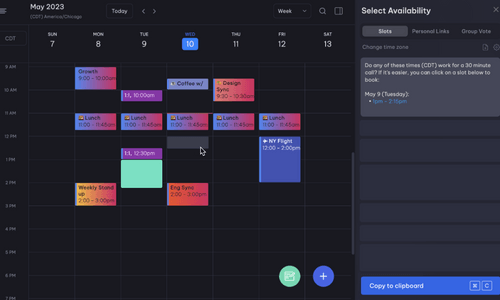 May 2023
(CDT) America/Chicago
Today
Week
SUN
7
MON
8
TUE
9
WED
10
THU
11
FRI
12
SAT
13
CDT
9 AM
10 AM
11 AM
12 PM
1 PM
2 PM
3 PM
4 PM
5 PM
6 PM
Growth
9:00 - 10:00am
1:1, 10:00am
Coffee w/
Design
Sync
9:30 - 10:30am
Lunch
11:00 - 11:45am
Lunch
11:00 - 11:45am
Lunch
11:00 - 11:45am
Lunch
11:00 - 11:45am
Lunch
11:00 - 11:45am
NY Flight
12:00 - 2:00pm
1:1, 12:30pm
Weekly Stand
up
2:00 - 3:00pm
Eng Sync
2:00 - 3:00pm
Select Availability
Slots
Personal Links
Group Vote
Change time zone
Do any of these times (CDT) work for a 30 minute
call? If it's easier, you can click on a slot below to
book:
May 9 (Tuesday):
• 1pm - 2:15pm
Copy to clipboard
⌘ C